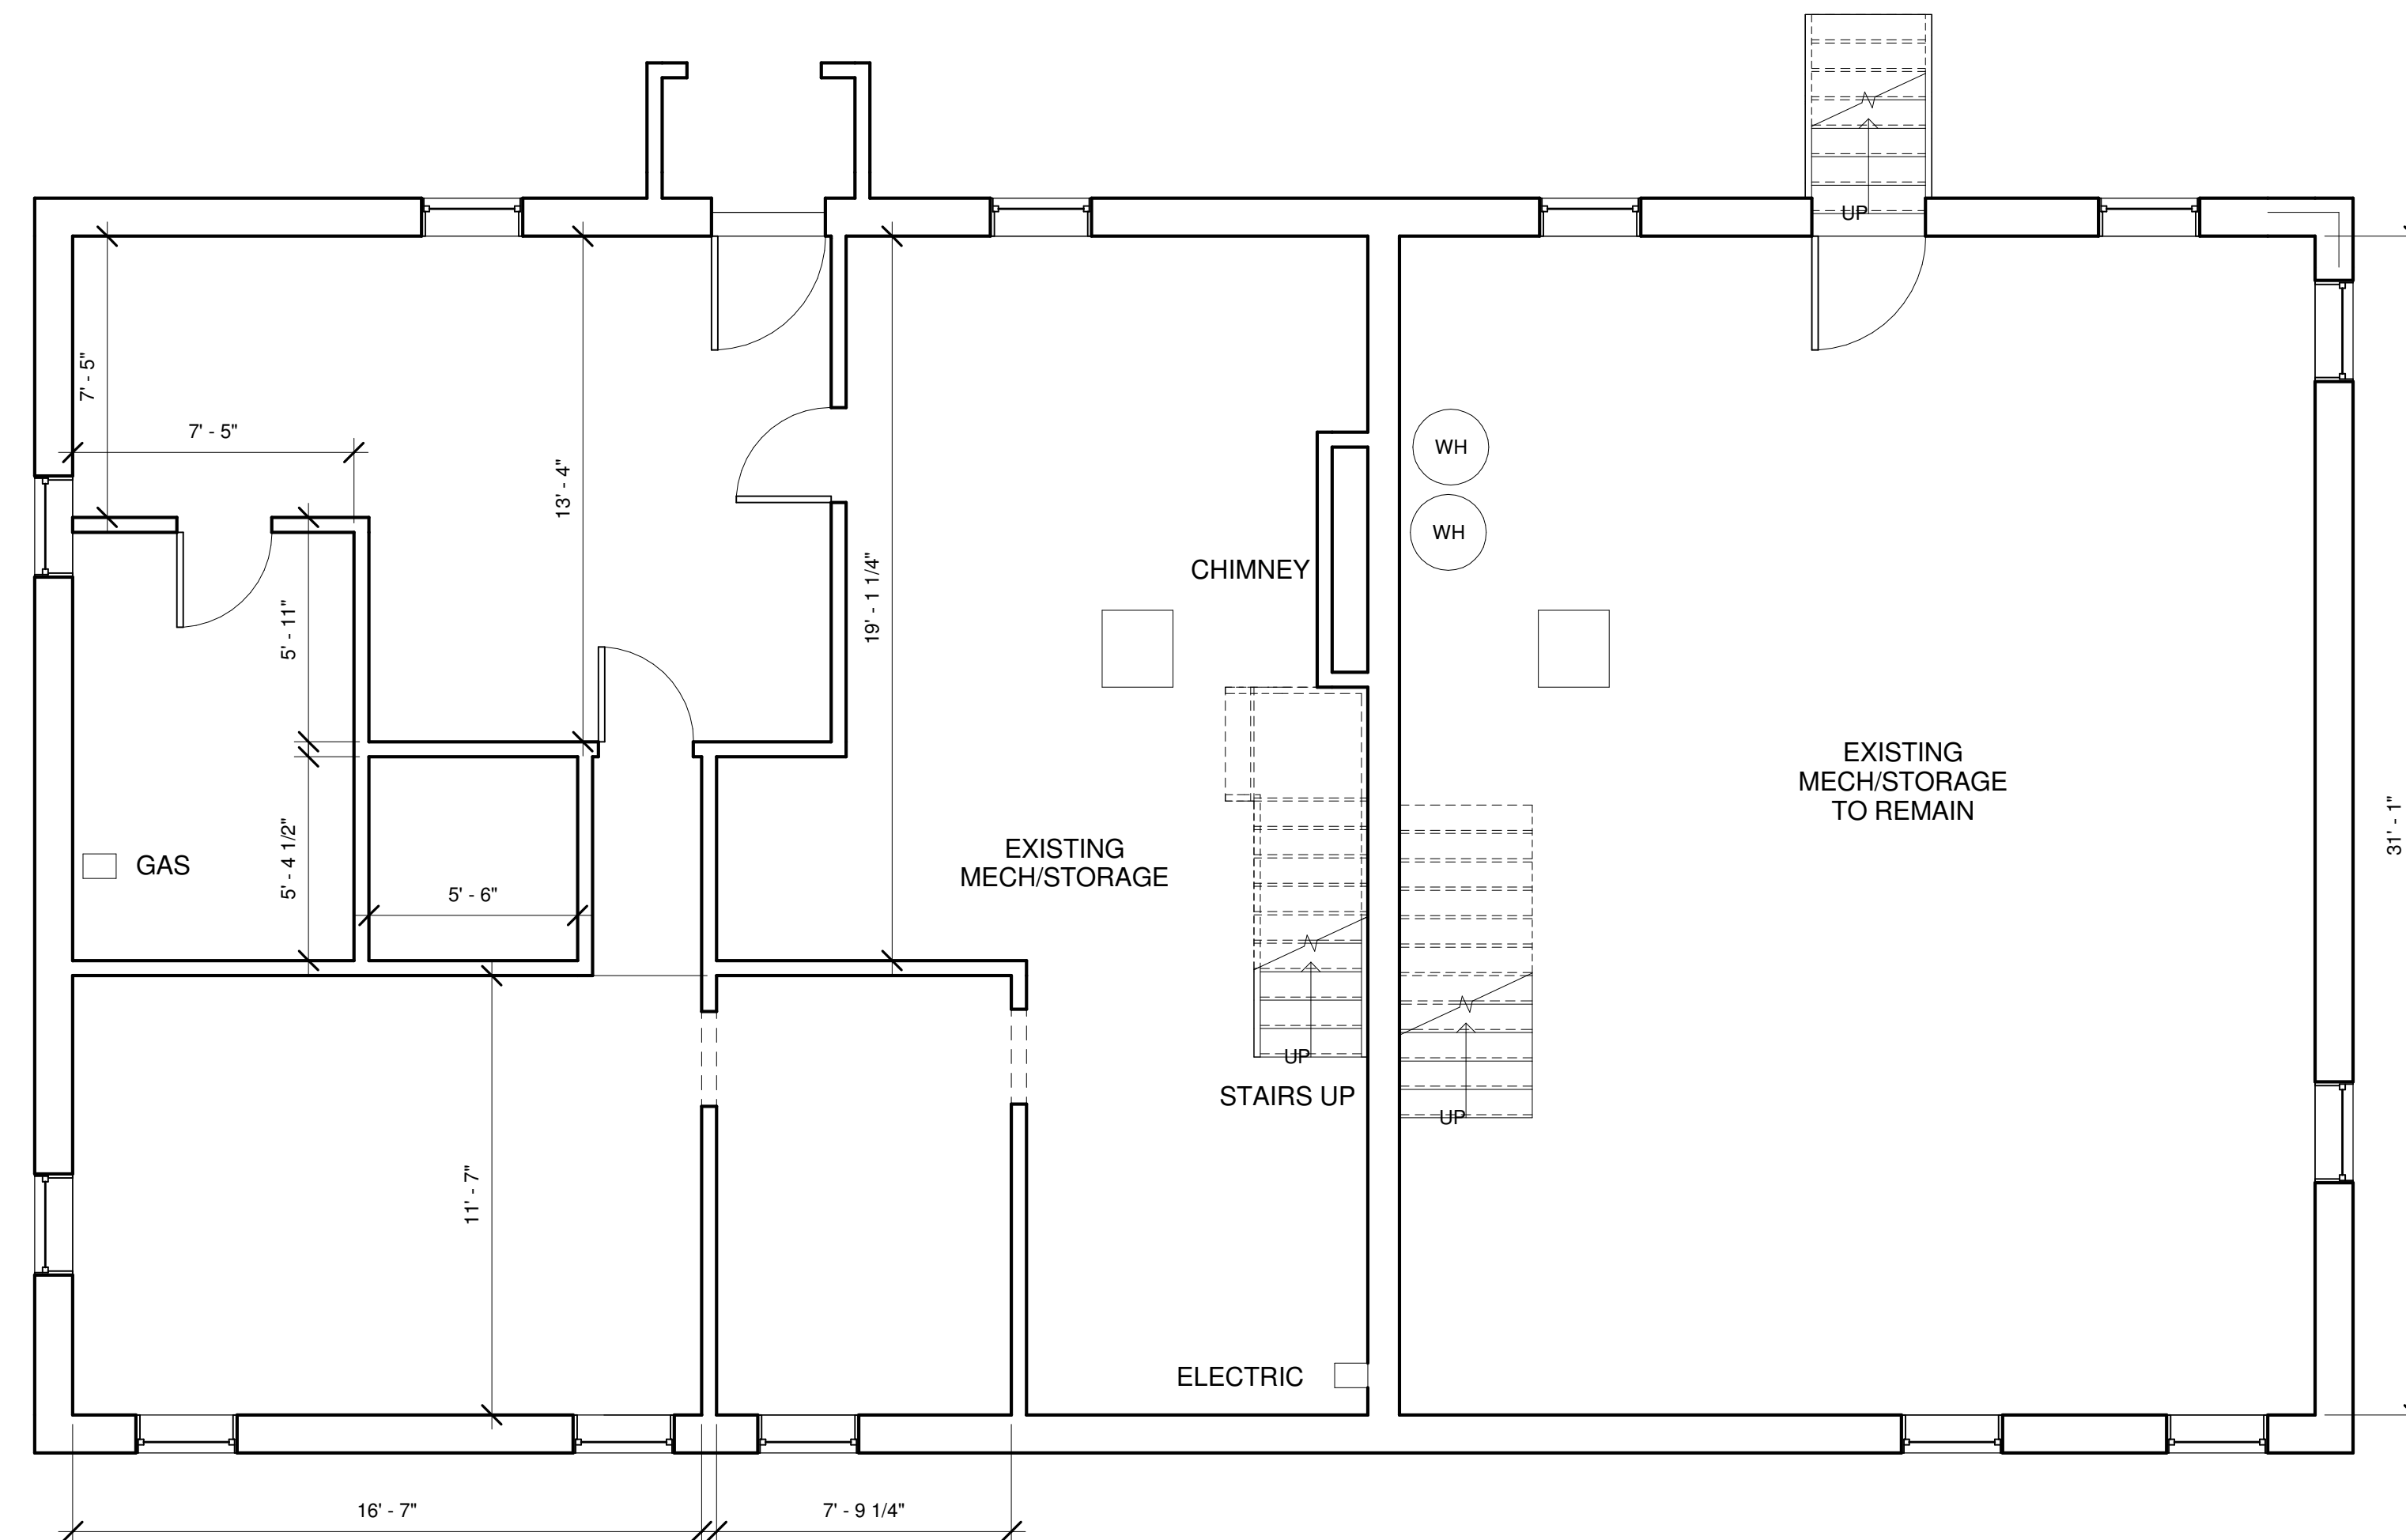 UP
7' - 5"
7' - 5"
13' - 4"
WH
WH
CHIMNEY
19' - 1 1/4"
5' - 11"
EXISTING
MECH/STORAGE
TO REMAIN
31' - 1"
EXISTING
MECH/STORAGE
5' - 4 1/2"
GAS
5' - 6"
UP
STAIRS UP
UP
11' - 7"
ELECTRIC
16' - 7"
7' - 9 1/4"